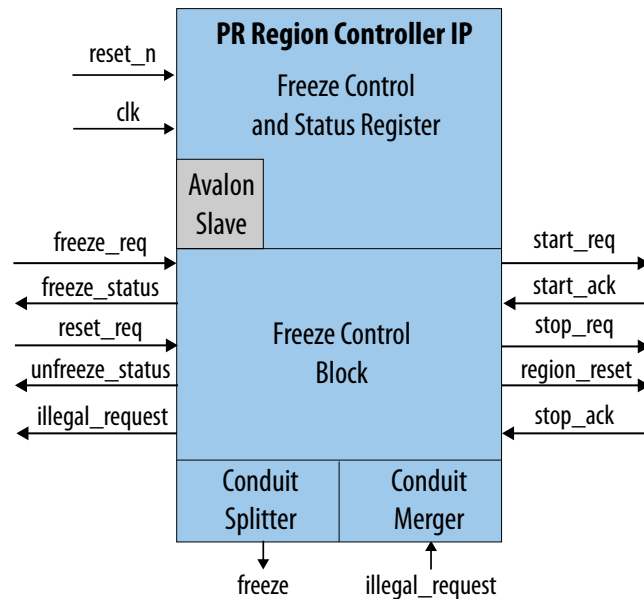 PR Region Controller IP
reset_n
Freeze Control
and Status Register
clk
Avalon
Slave
freeze_req
start_req
freeze_status
start_ack
reset_req
stop_req
Freeze Control
Block
unfreeze_status
region_reset
illegal_request
stop_ack
Conduit
Splitter
Conduit
Merger
freeze
illegal_request